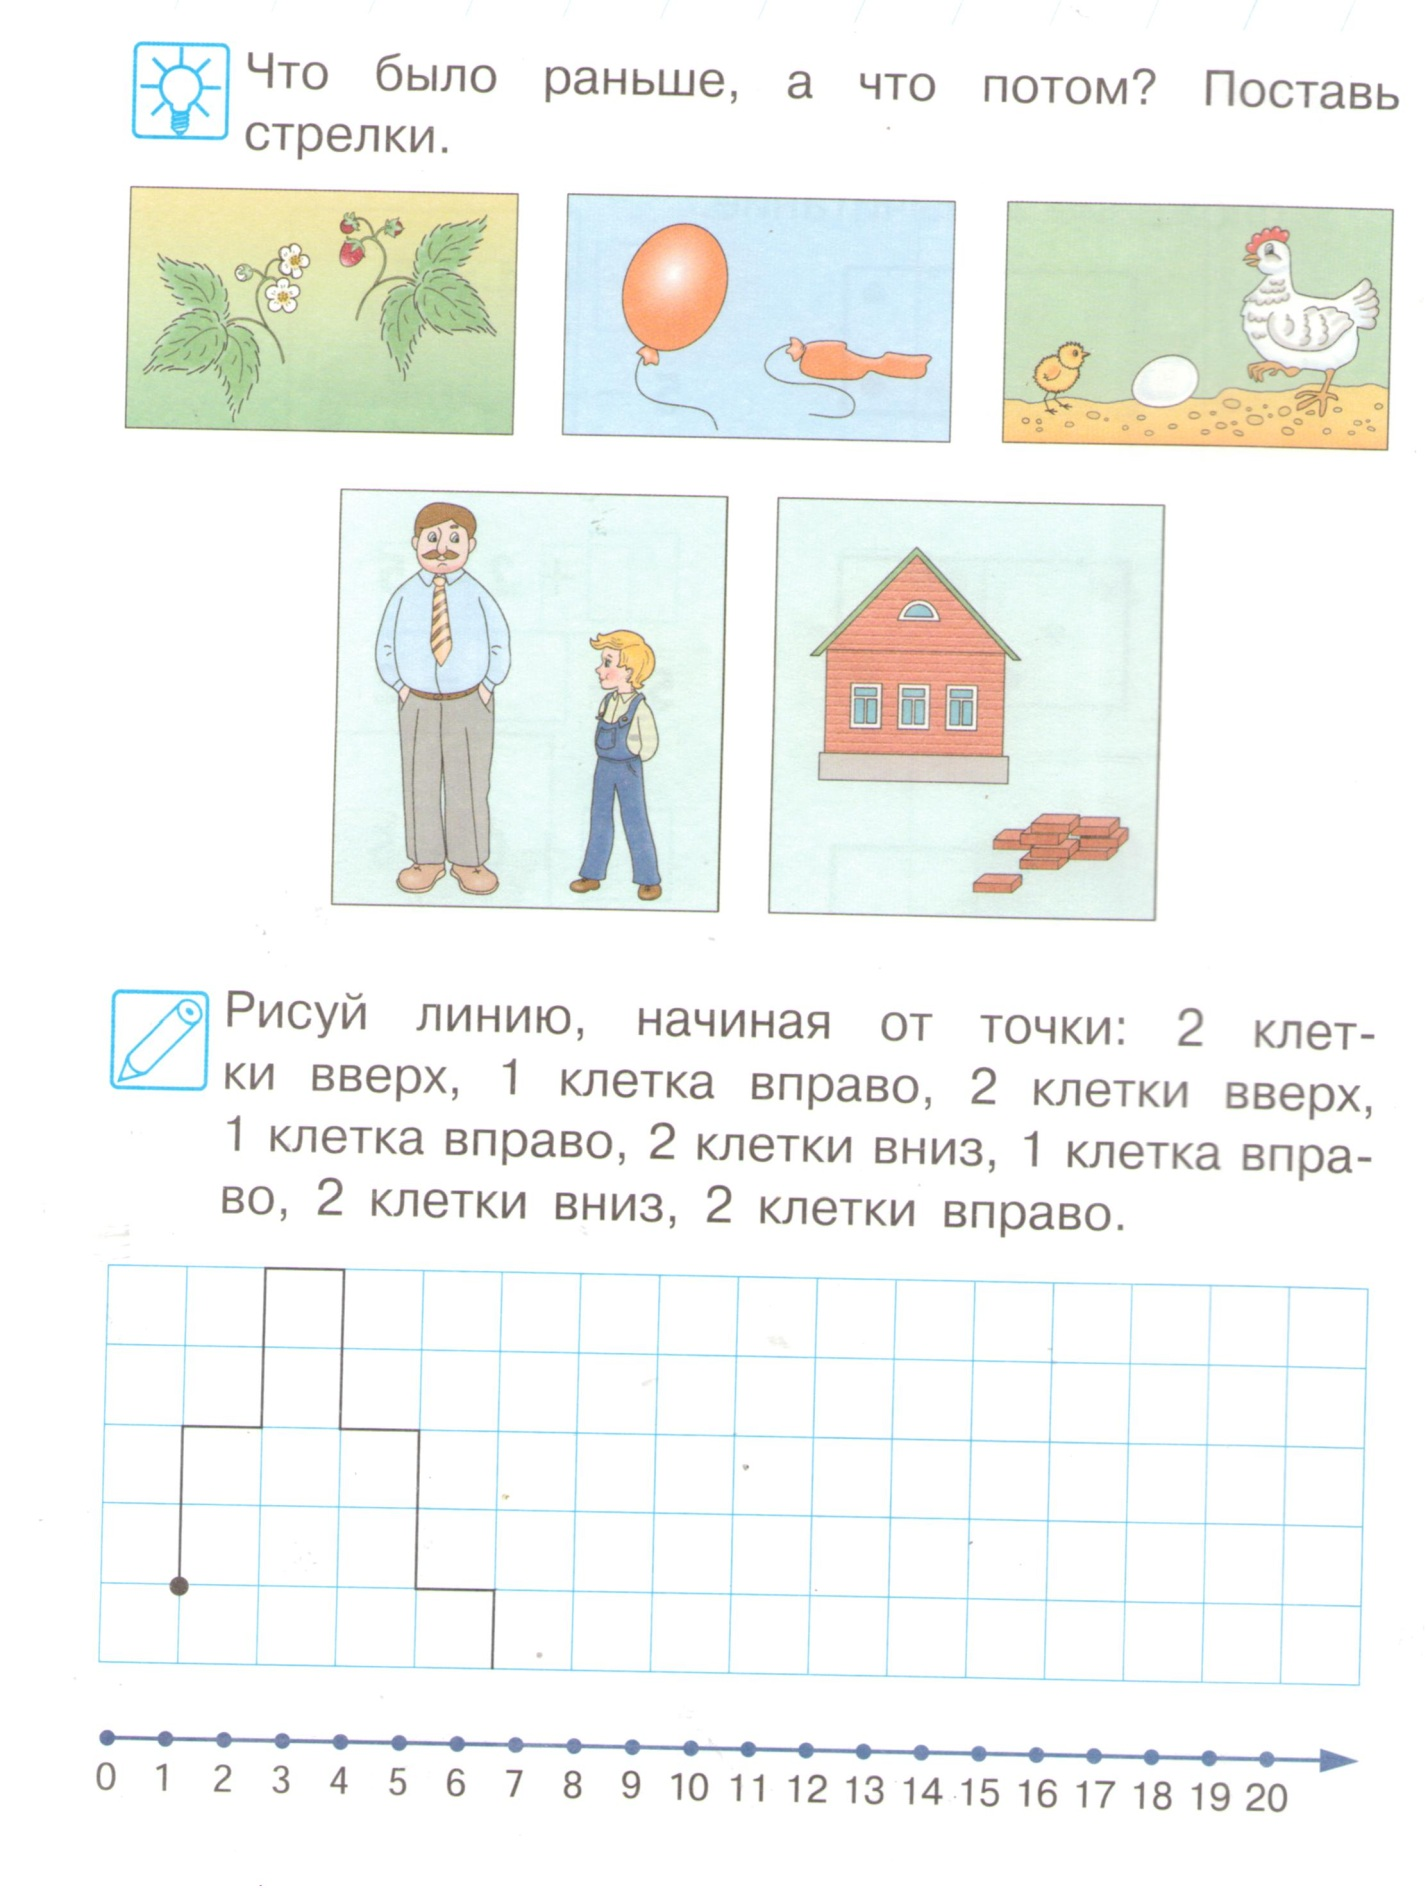 Что было раньше, а что потом? Поставь
стрелки.
Рисуй линию, начиная от точки: 2 клет-
ки вверх, 1 клетка вправо, 2 клетки вверх,
1 клетка вправо, 2 клетки вниз, 1 клетка впра-
во, 2 клетки вниз, 2 клетки вправо.
0 1 2 3 4 5 6 7 8 9 10 11 12 13 14 15 16 17 18 19 20